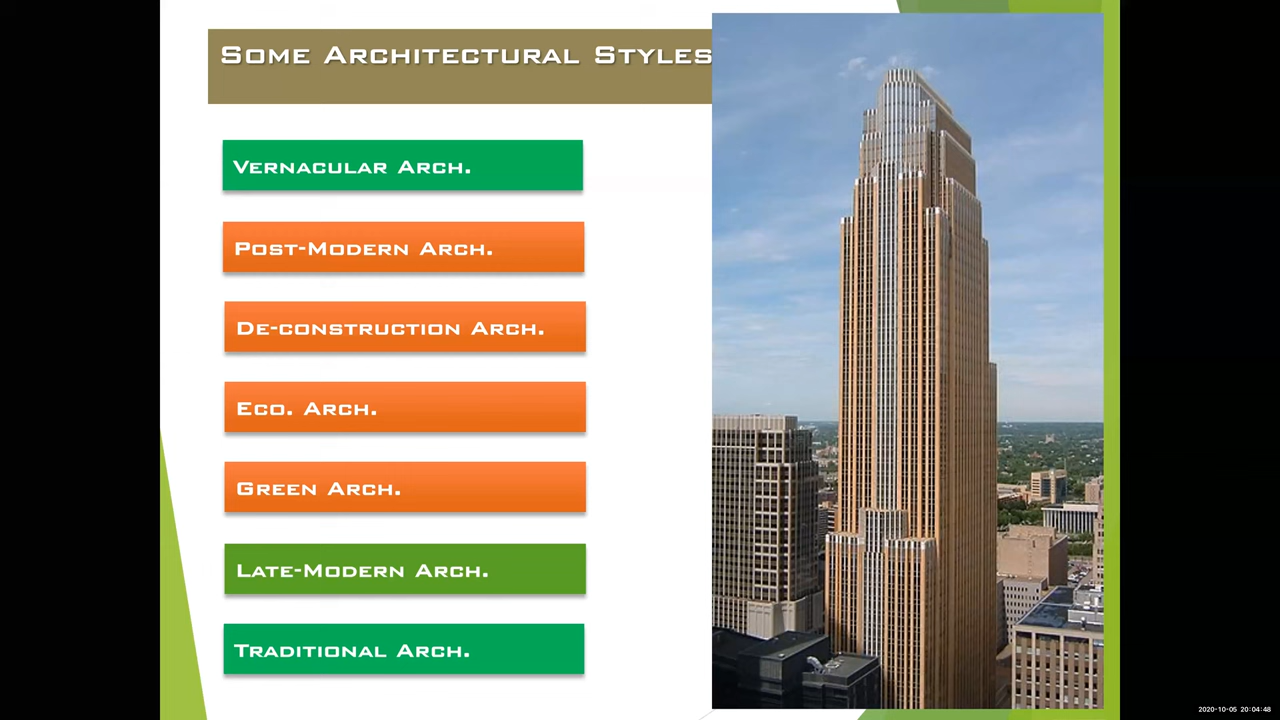 Some Architectural Styles
Vernacular Arch.
Post-Modern Arch.
De-construction Arch.
Eco. Arch.
Green Arch.
Late-Modern Arch.
Traditional Arch.
2020-10-05 20:04:48